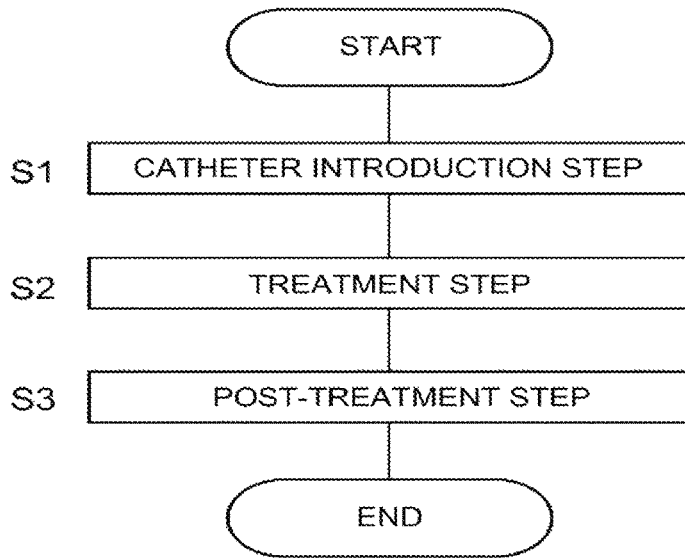 START
S1 CATHETER INTRODUCTION STEP
S2 TREATMENT STEP
S3 POST-TREATMENT STEP
END